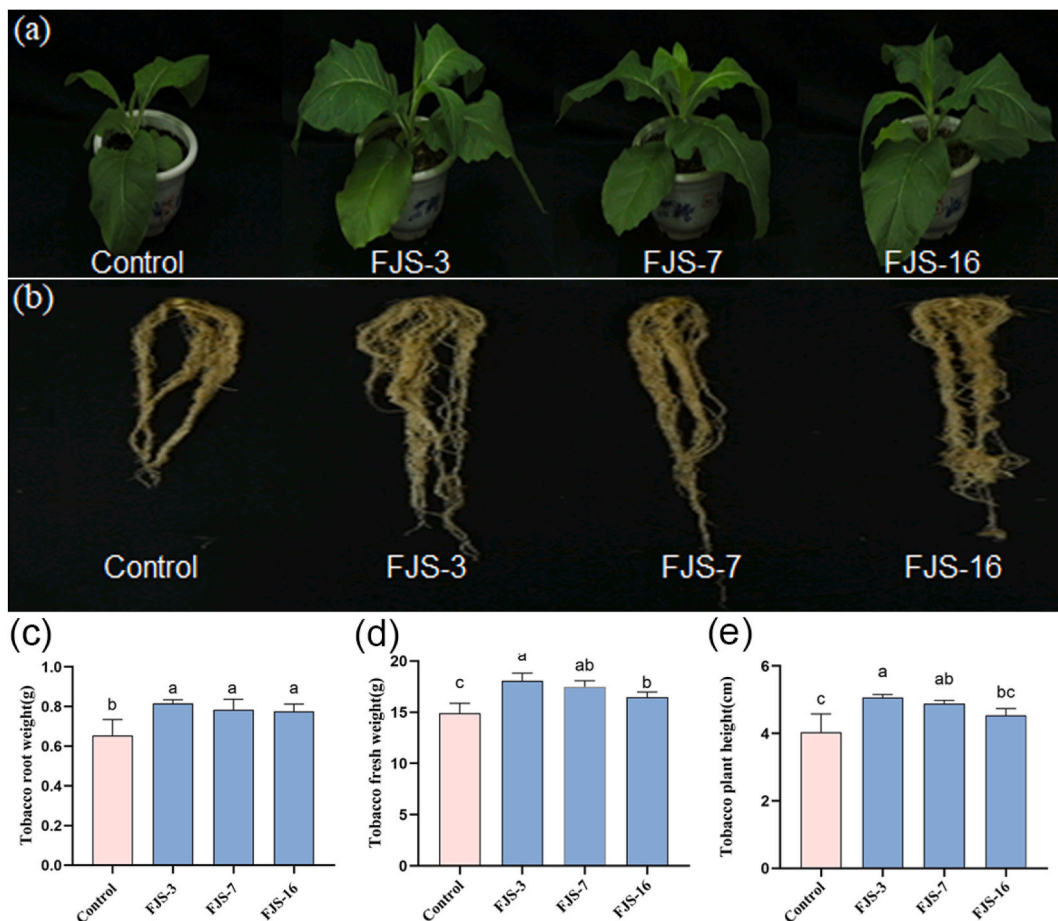 (a)
Control FJS-3 FJS-7 FJS-16
(b)
Control FJS-3 FJS-7 FJS-16
(c)
Tobacco root weight(g)
1.0
0.8
0.6
0.4
0.2
0.0
b a a a
Control FJS-3 FJS-7 FJS-16
(d)
Tobacco fresh weight(g)
20
15
10
5
0
c a ab b
Control FJS-3 FJS-7 FJS-16
(e)
Tobacco plant height(cm)
6
4
2
0
c a ab bc
Control FJS-3 FJS-7 FJS-16